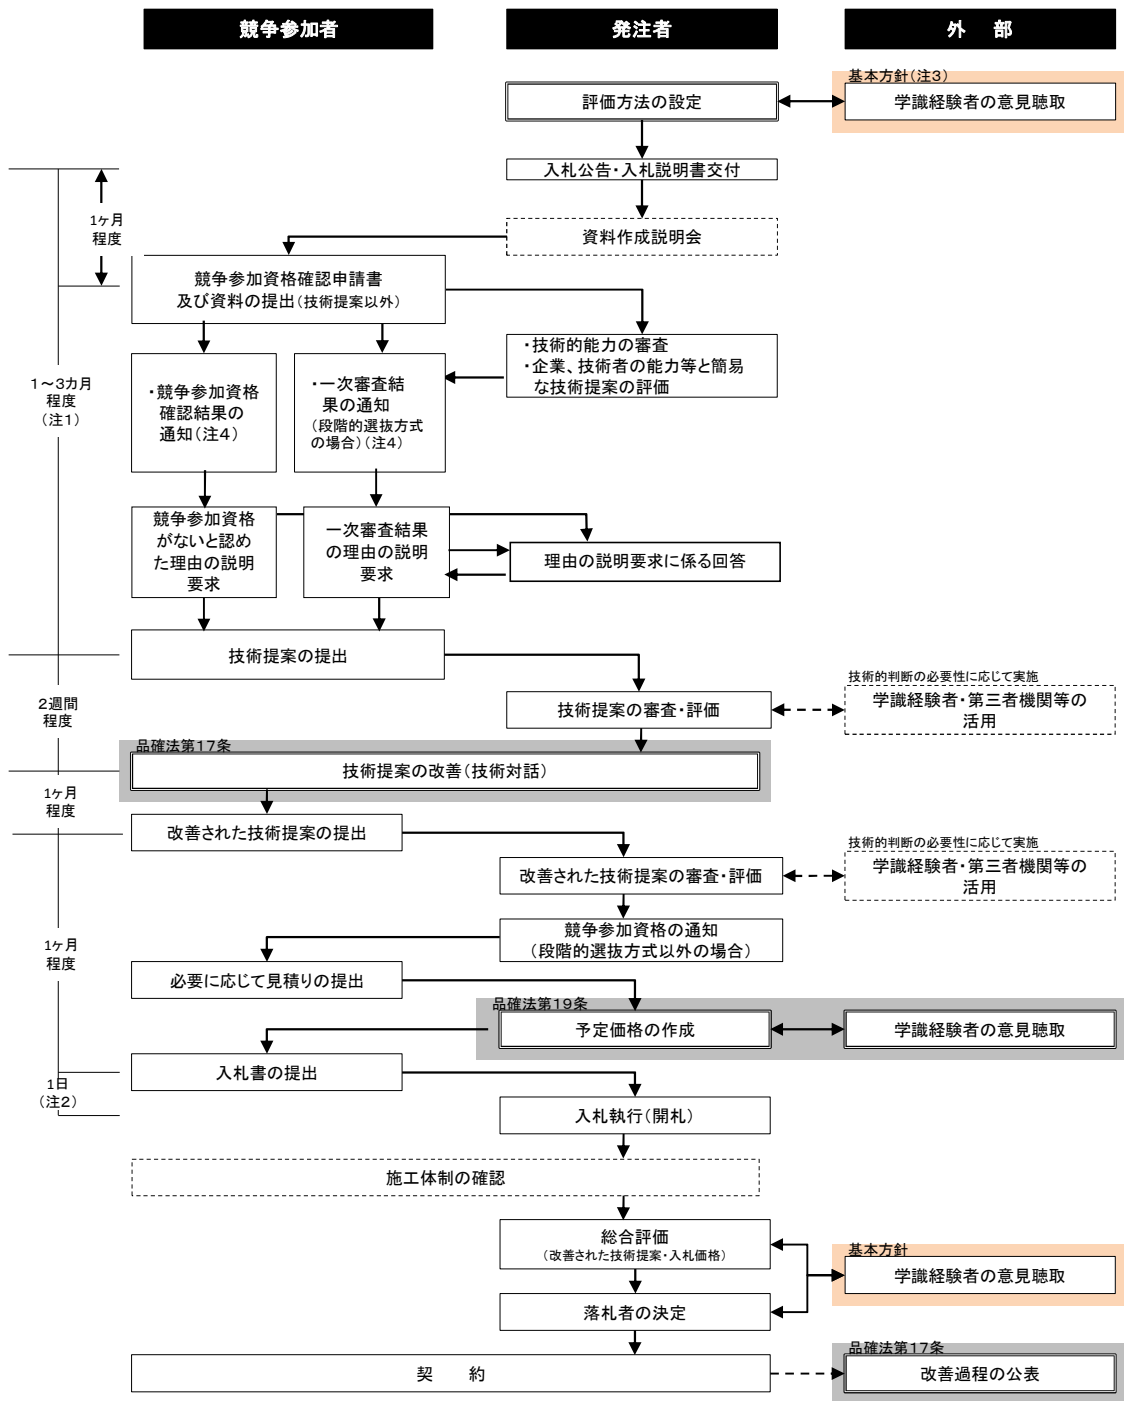 競争参加者
発注者
外 部
基本方針(注3)
評価方法の設定
学識経験者の意見聴取
入札公告・入札説明書交付
1ヶ月
程度
資料作成説明会
競争参加資格確認申請書
及び資料の提出(技術提案以外)
・技術的能力の審査
・企業、技術者の能力等と簡易
な技術提案の評価
1～3カ月
程度
(注1)
・競争参加資格
確認結果の
通知(注4)
・一次審査結
果の通知
(段階的選抜方式
の場合)(注4)
競争参加資格
がないと認め
た理由の説明
要求
一次審査結果
の理由の説明
要求
理由の説明要求に係る回答
技術提案の提出
2週間
程度
技術提案の審査・評価
技術的判断の必要性に応じて実施
学識経験者・第三者機関等の
活用
品確法第17条
技術提案の改善(技術対話)
1ヶ月
程度
改善された技術提案の提出
改善された技術提案の審査・評価
技術的判断の必要性に応じて実施
学識経験者・第三者機関等の
活用
1ヶ月
程度
競争参加資格の通知
(段階的選抜方式以外の場合)
必要に応じて見積りの提出
品確法第19条
予定価格の作成
学識経験者の意見聴取
入札書の提出
1日
(注2)
入札執行(開札)
施工体制の確認
総合評価
(改善された技術提案・入札価格)
基本方針
学識経験者の意見聴取
落札者の決定
契 約
品確法第17条
改善過程の公表